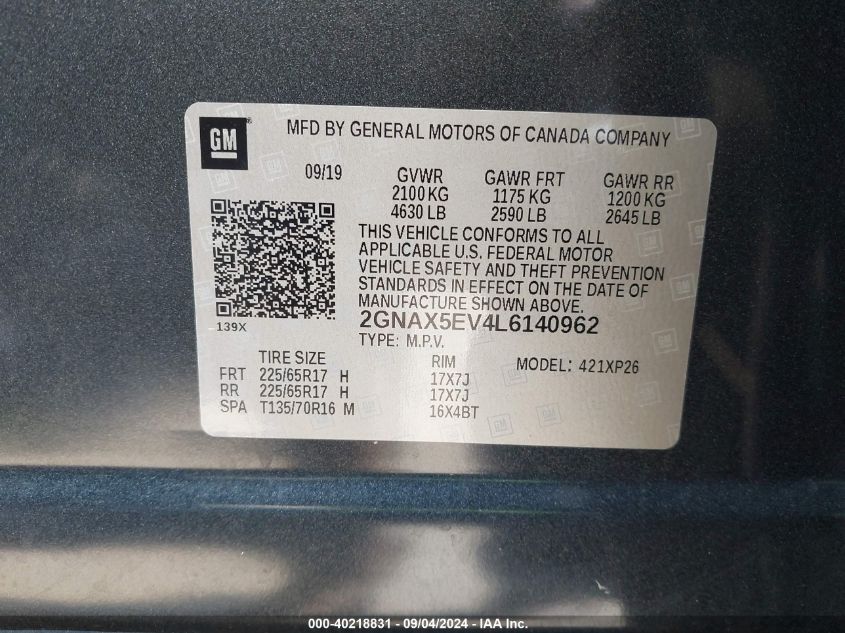 GM
MFD BY GENERAL MOTORS OF CANADA COMPANY
09/19 GVWR GAWR FRT GAWR RR
2100 KG 1175 KG 1200 KG
4630 LB 2590 LB 2645 LB
THIS VEHICLE CONFORMS TO ALL
APPLICABLE U.S. FEDERAL MOTOR
VEHICLE SAFETY AND THEFT PREVENTION
STANDARDS IN EFFECT ON THE DATE OF
MANUFACTURE SHOWN ABOVE.
139X 2GNAX5EV4L6140962
TYPE: M.P.V.
TIRE SIZE RIM MODEL: 421XP26
FRT 225/65R17 H 17X7J
RR 225/65R17 H 17X7J
SPA T135/70R16 M 16X4BT
000-40218831 - 09/04/2024 - IAA Inc.